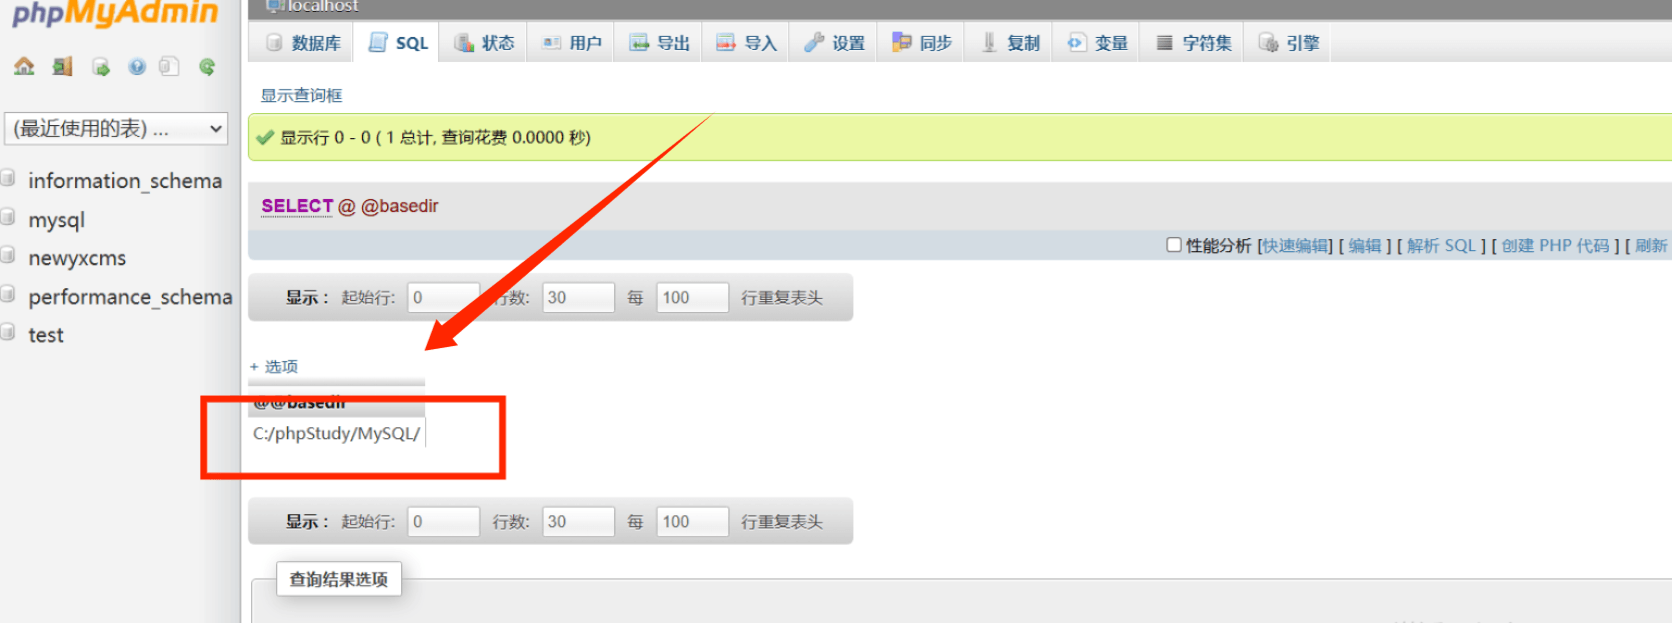 phpMyAdmin
localhost
数据库 SQL 状态 用户 导出 导入 设置 同步 复制 变量 字符集 引擎
(最近使用的表) ...
information_schema
mysql
newyxcms
performance_schema
test
显示查询框
显示行 0 - 0 ( 1 总计, 查询花费 0.0000 秒)
SELECT @ @basedir
性能分析 [快速编辑] [ 编辑 ] [ 解析 SQL ] [ 创建 PHP 代码 ] [ 刷新
显示 : 起始行: 0 行数: 30 每 100 行重复表头
+ 选项
@@basedir
C:/phpStudy/MySQL/
显示 : 起始行: 0 行数: 30 每 100 行重复表头
查询结果选项